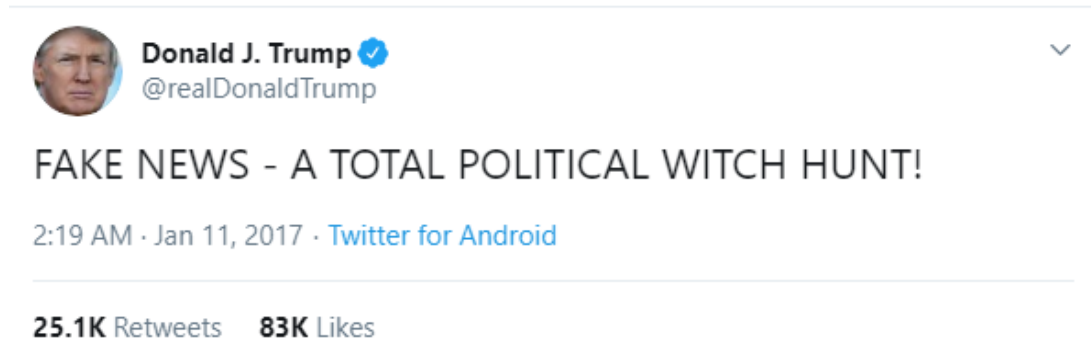 Donald J. Trump
@realDonaldTrump
FAKE NEWS - A TOTAL POLITICAL WITCH HUNT!
2:19 AM · Jan 11, 2017 · Twitter for Android
25.1K Retweets 83K Likes